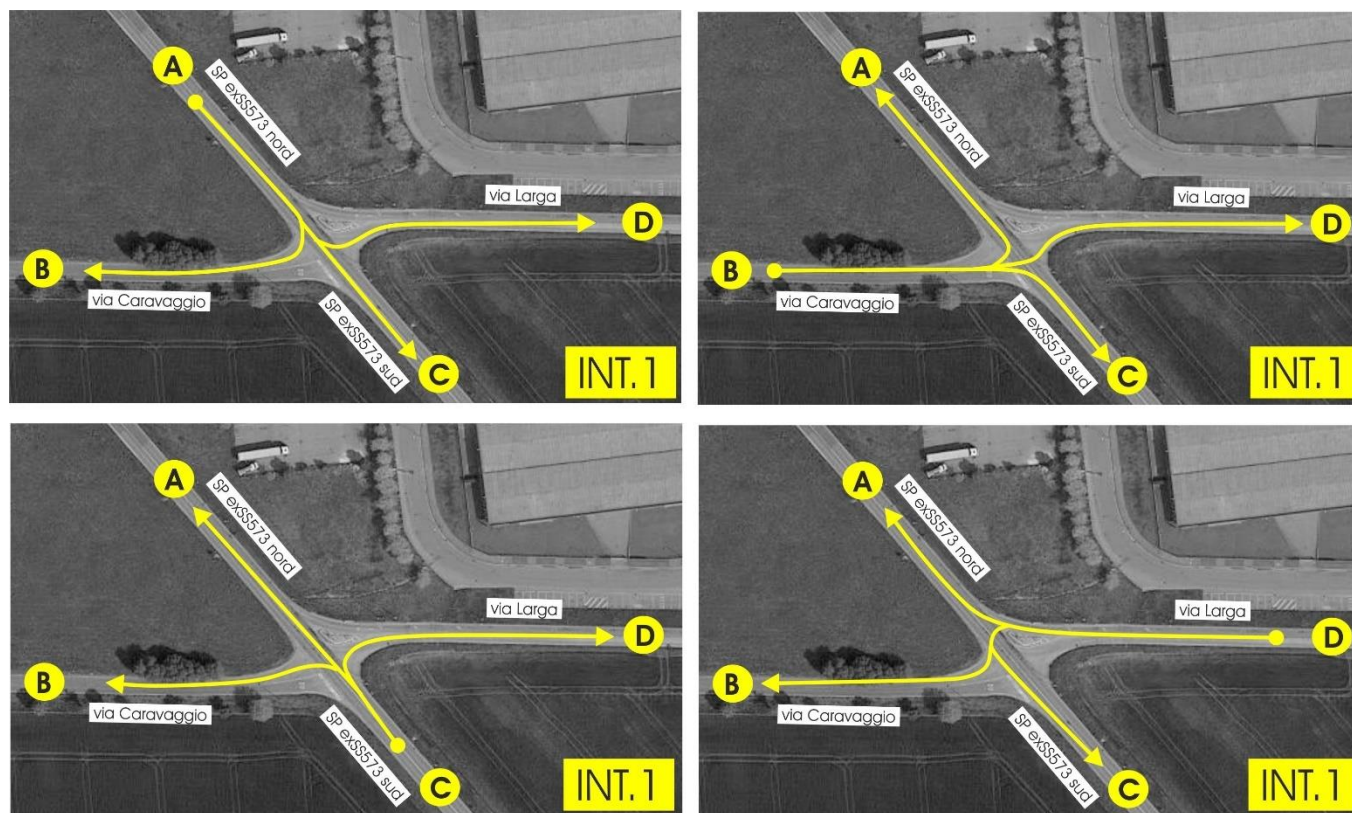 A
SP exSS573 nord
via Larga
D
B
via Caravaggio
SP exSS573 sud
C
INT.1
A
SP exSS573 nord
via Larga
D
B
via Caravaggio
SP exSS573 sud
C
INT.1
A
SP exSS573 nord
via Larga
D
B
via Caravaggio
SP exSS573 sud
C
INT.1
A
SP exSS573 nord
via Larga
D
B
via Caravaggio
SP exSS573 sud
C
INT.1